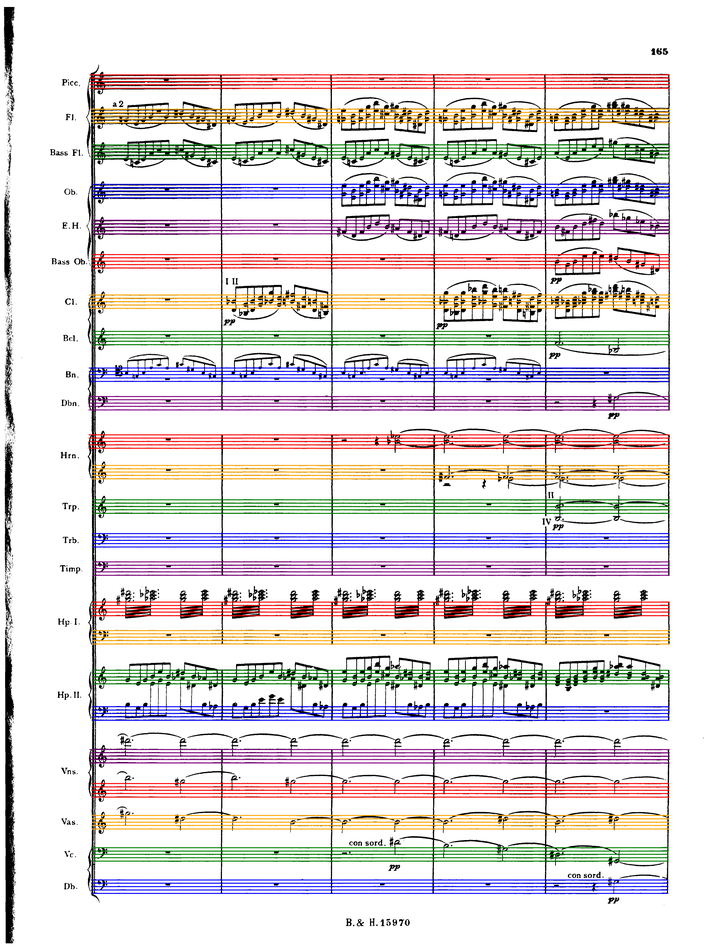 165
Picc.
a 2
Fl.
Bass Fl.
Ob.
E.H.
Bass Ob.
I II
Cl.
pp
pp
Bcl.
pp
pp
Bn.
Dbn.
pp
Hrn.
II
Trp.
IV
pp
Trb.
Timp.
Hp. I.
Hp. II.
Vns.
Vas.
con sord.
Vc.
pp
con sord.
Db.
pp
B. & H. 15970